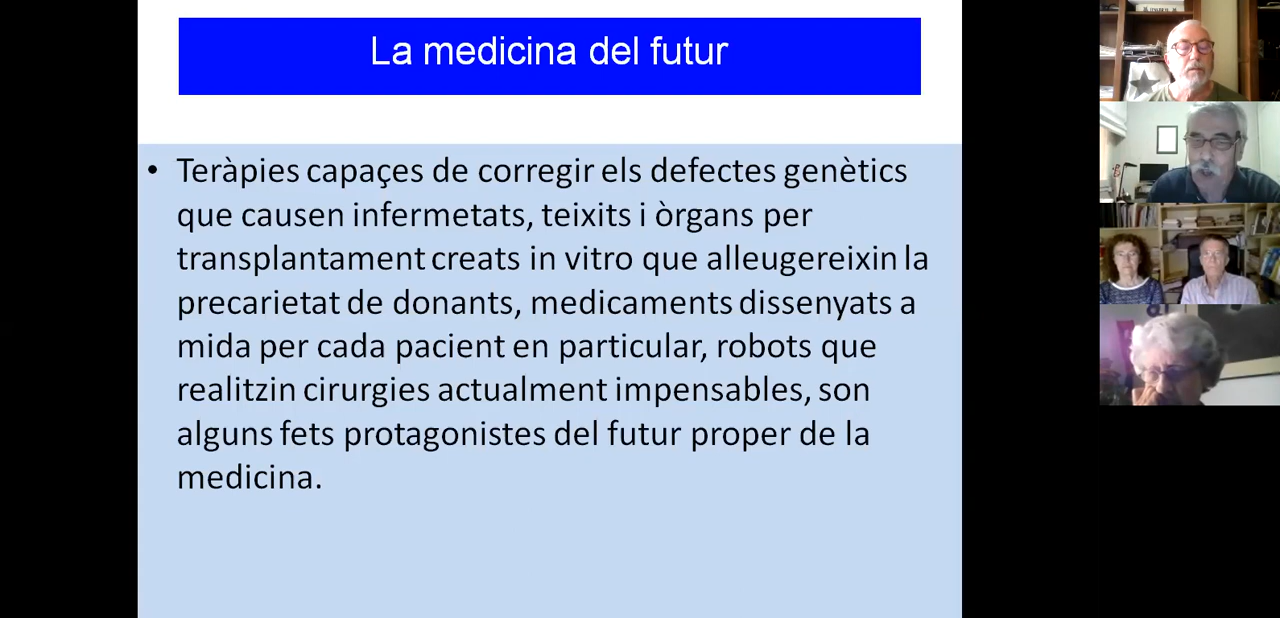 La medicina del futur
• Teràpies capaçes de corregir els defectes genètics
que causen infermetats, teixits i òrgans per
transplantament creats in vitro que alleugereixin la
precarietat de donants, medicaments dissenyats a
mida per cada pacient en particular, robots que
realitzin cirurgies actualment impensables, son
alguns fets protagonistes del futur proper de la
medicina.